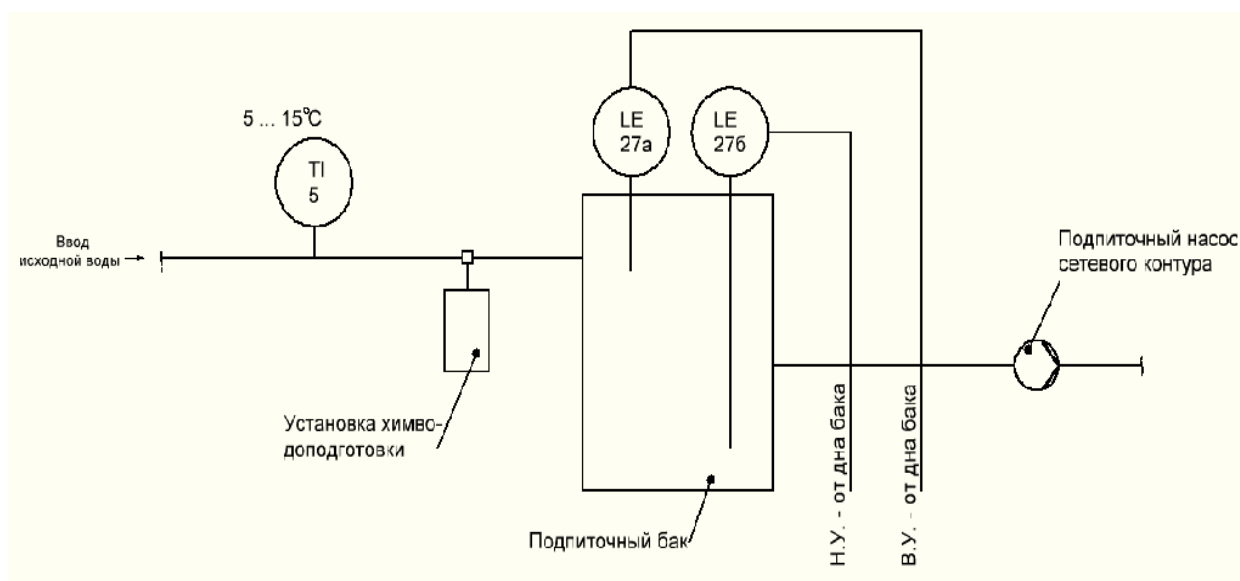 5 ... 15°C
TI
5
LE
27а
LE
27б
Ввод
исходной воды
Подпиточный насос
сетевого контура
Установка химво-
доподготовки
Подпиточный бак
Н.У. - от дна бака
В.У. - от дна бака